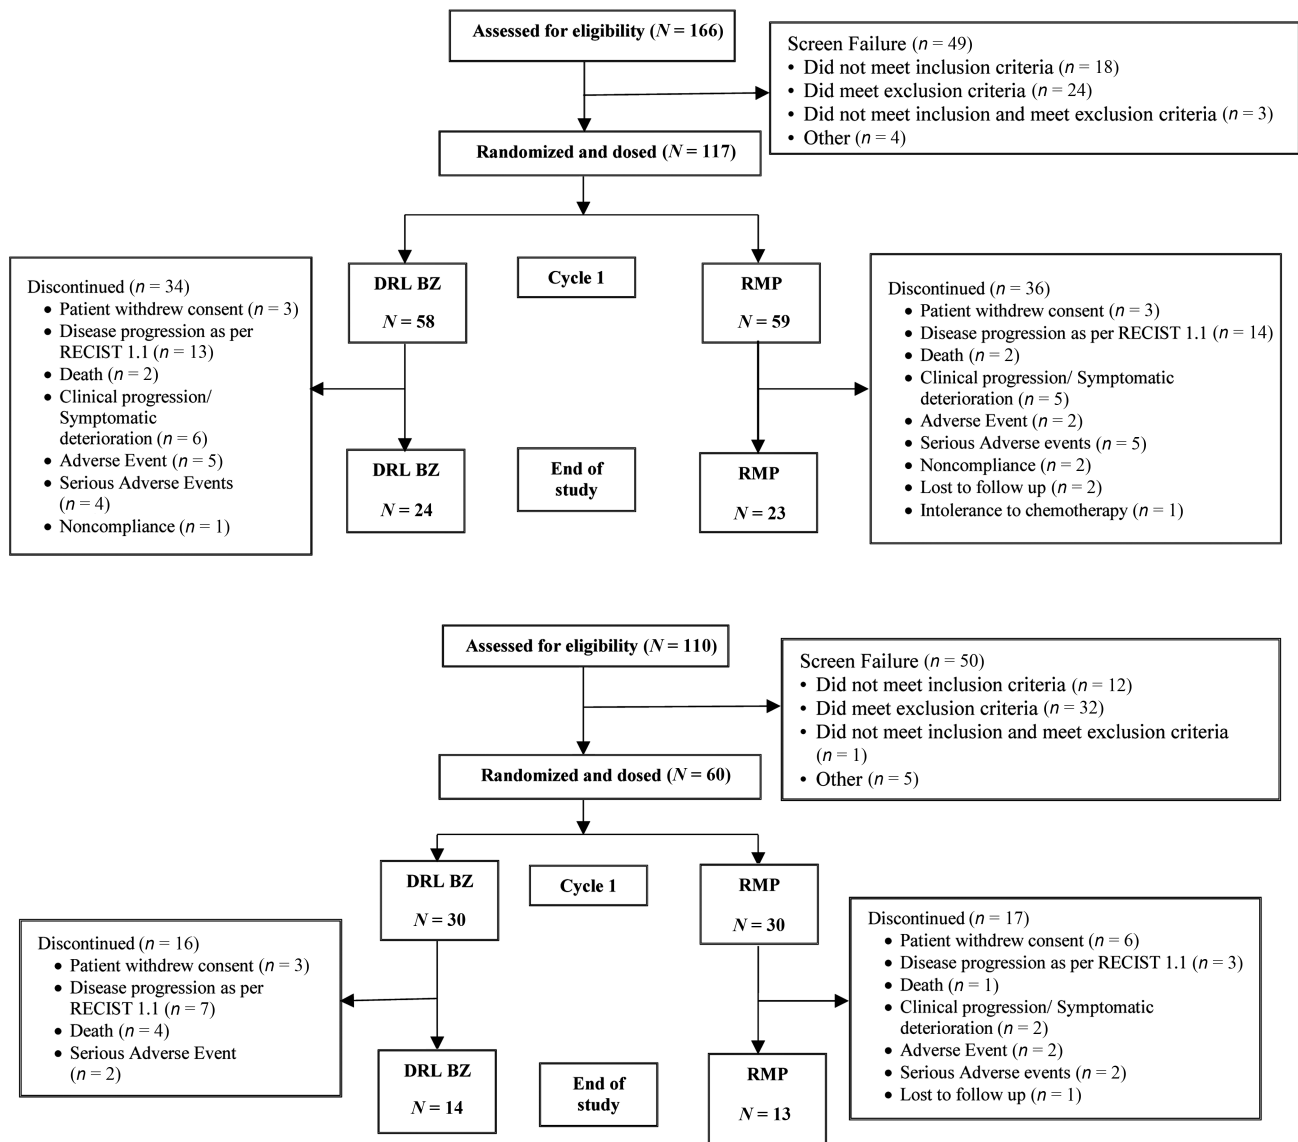 Assessed for eligibility (N = 166)
Screen Failure (n = 49)
• Did not meet inclusion criteria (n = 18)
• Did meet exclusion criteria (n = 24)
• Did not meet inclusion and meet exclusion criteria (n = 3)
• Other (n = 4)
Randomized and dosed (N = 117)
DRL BZ
N = 58
Cycle 1
RMP
N = 59
Discontinued (n = 34)
• Patient withdrew consent (n = 3)
• Disease progression as per
RECIST 1.1 (n = 13)
• Death (n = 2)
• Clinical progression/
Symptomatic
deterioration (n = 6)
• Adverse Event (n = 5)
• Serious Adverse Events
(n = 4)
• Noncompliance (n = 1)
Discontinued (n = 36)
• Patient withdrew consent (n = 3)
• Disease progression as per RECIST 1.1 (n = 14)
• Death (n = 2)
• Clinical progression/ Symptomatic
deterioration (n = 5)
• Adverse Event (n = 2)
• Serious Adverse events (n = 5)
• Noncompliance (n = 2)
• Lost to follow up (n = 2)
• Intolerance to chemotherapy (n = 1)
DRL BZ
N = 24
End of
study
RMP
N = 23
Assessed for eligibility (N = 110)
Screen Failure (n = 50)
• Did not meet inclusion criteria (n = 12)
• Did meet exclusion criteria (n = 32)
• Did not meet inclusion and meet exclusion criteria
(n = 1)
• Other (n = 5)
Randomized and dosed (N = 60)
DRL BZ
N = 30
Cycle 1
RMP
N = 30
Discontinued (n = 16)
• Patient withdrew consent (n = 3)
• Disease progression as per
RECIST 1.1 (n = 7)
• Death (n = 4)
• Serious Adverse Event
(n = 2)
Discontinued (n = 17)
• Patient withdrew consent (n = 6)
• Disease progression as per RECIST 1.1 (n = 3)
• Death (n = 1)
• Clinical progression/ Symptomatic
deterioration (n = 2)
• Adverse Event (n = 2)
• Serious Adverse events (n = 2)
• Lost to follow up (n = 1)
DRL BZ
N = 14
End of
study
RMP
N = 13